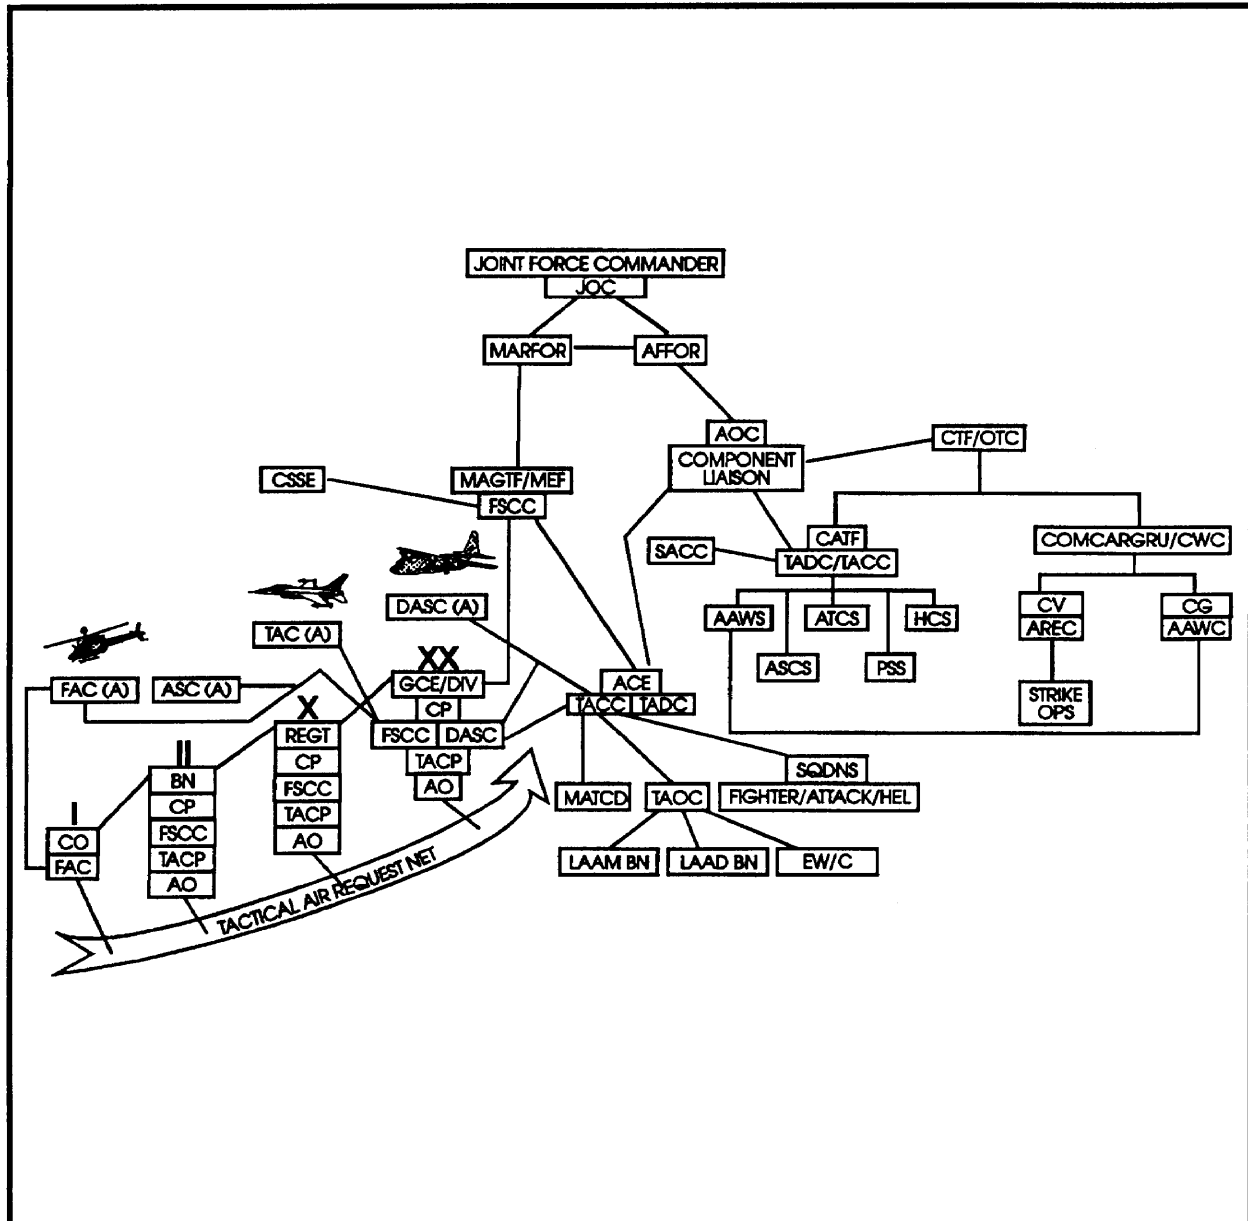 JOINT FORCE COMMANDER
JOC
MARFOR
AFFOR
AOC
COMPONENT
LIAISON
CTF/OTC
CSSE
MAGTF/MEF
FSCC
SACC
CATF
TADC/TACC
COMCARGRU/CWC
AAWS
ATCS
HCS
ASCS
PSS
CV
AREC
CG
AAWC
STRIKE
OPS
DASC (A)
TAC (A)
FAC (A)
ASC (A)
XX
GCE/DIV
CP
FSCC
DASC
TACP
AO
X
REGT
CP
FSCC
TACP
AO
II
BN
CP
FSCC
TACP
AO
I
CO
FAC
ACE
TACC
TADC
MATCD
TAOC
SQDNS
FIGHTER/ATTACK/HEL
LAAM BN
LAAD BN
EW/C
TACTICAL AIR REQUEST NET